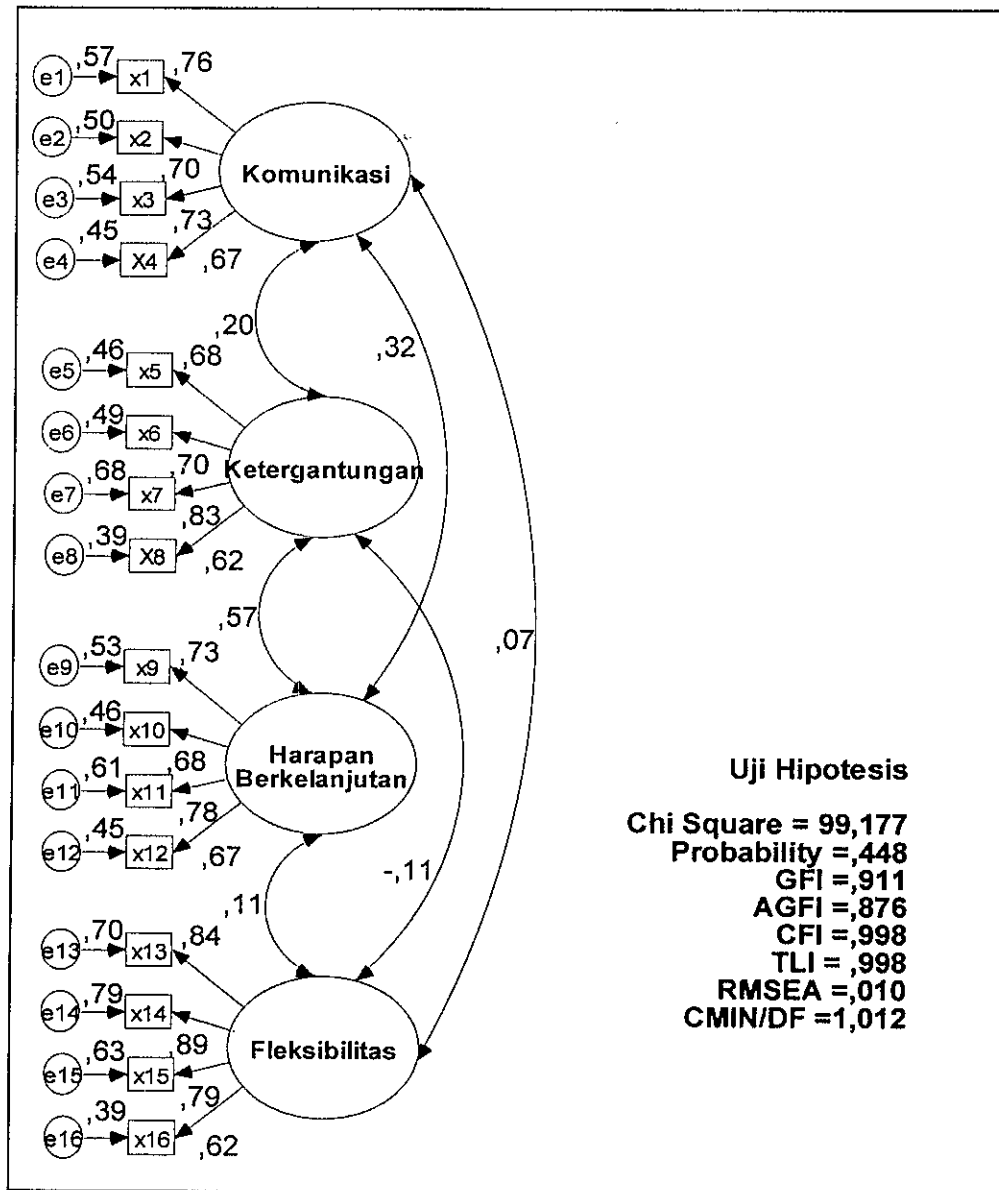 ,57
,76
e1
x1
,50
e2
x2
Komunikasi
,54
,70
e3
x3
,45
,73
e4
X4
,67
,20
,32
,46
,68
e5
x5
,49
e6
x6
Ketergantungan
,68
,70
e7
x7
,39
,83
e8
X8
,62
,57
,07
,53
,73
e9
x9
,46
e10
x10
Harapan
Berkelanjutan
,61
,68
e11
x11
,45
,78
e12
x12
,67
-,11
,11
,70
,84
e13
x13
,79
e14
x14
Fleksibilitas
,63
,89
e15
x15
,39
,79
e16
x16
,62
Uji Hipotesis
Chi Square = 99,177
Probability =,448
GFI =,911
AGFI =,876
CFI =,998
TLI = ,998
RMSEA =,010
CMIN/DF =1,012